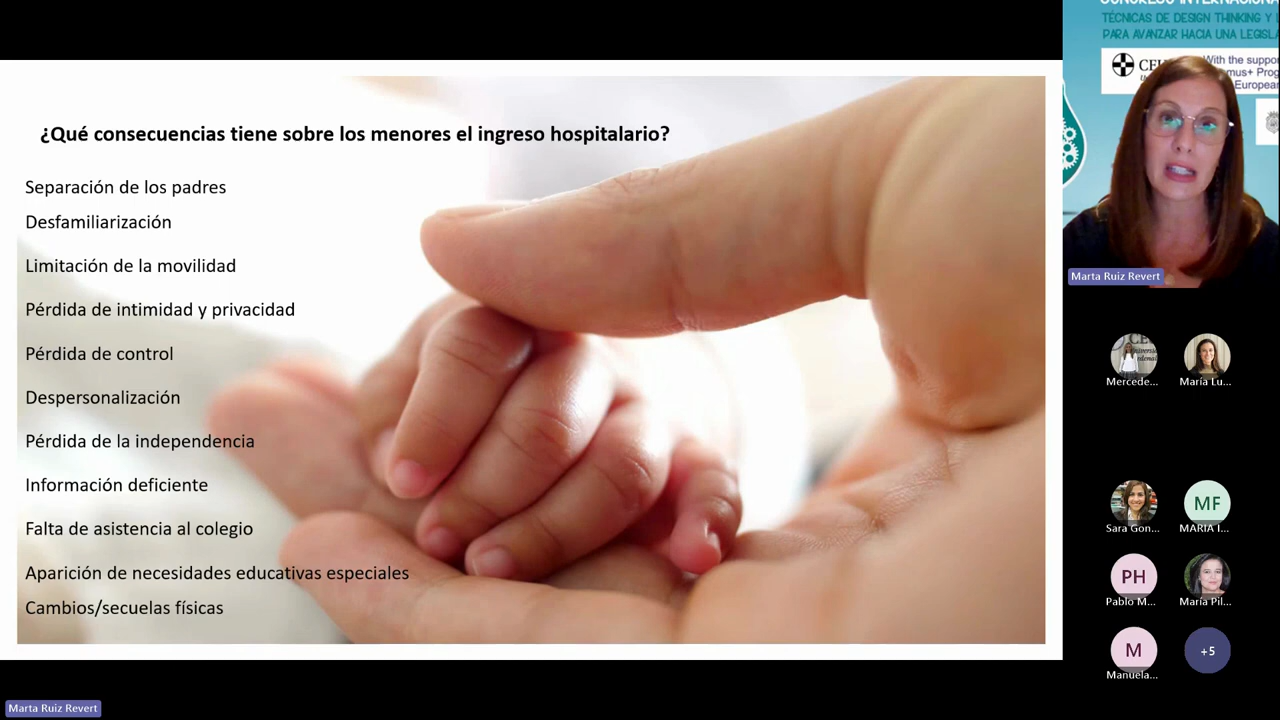 ¿Qué consecuencias tiene sobre los menores el ingreso hospitalario?
Separación de los padres
Desfamiliarización
Limitación de la movilidad
Pérdida de intimidad y privacidad
Pérdida de control
Despersonalización
Pérdida de la independencia
Información deficiente
Falta de asistencia al colegio
Aparición de necesidades educativas especiales
Cambios/secuelas físicas
TÉCNICAS DE DESIGN THINKING Y
PARA AVANZAR HACIA UNA
With the
European
Marta Ruiz Revert
Mercede...
María Lu...
Sara Gon...
MF
MARIA I...
PH
Pablo M...
María Pil...
M
Manuela...
+5
Marta Ruiz Revert